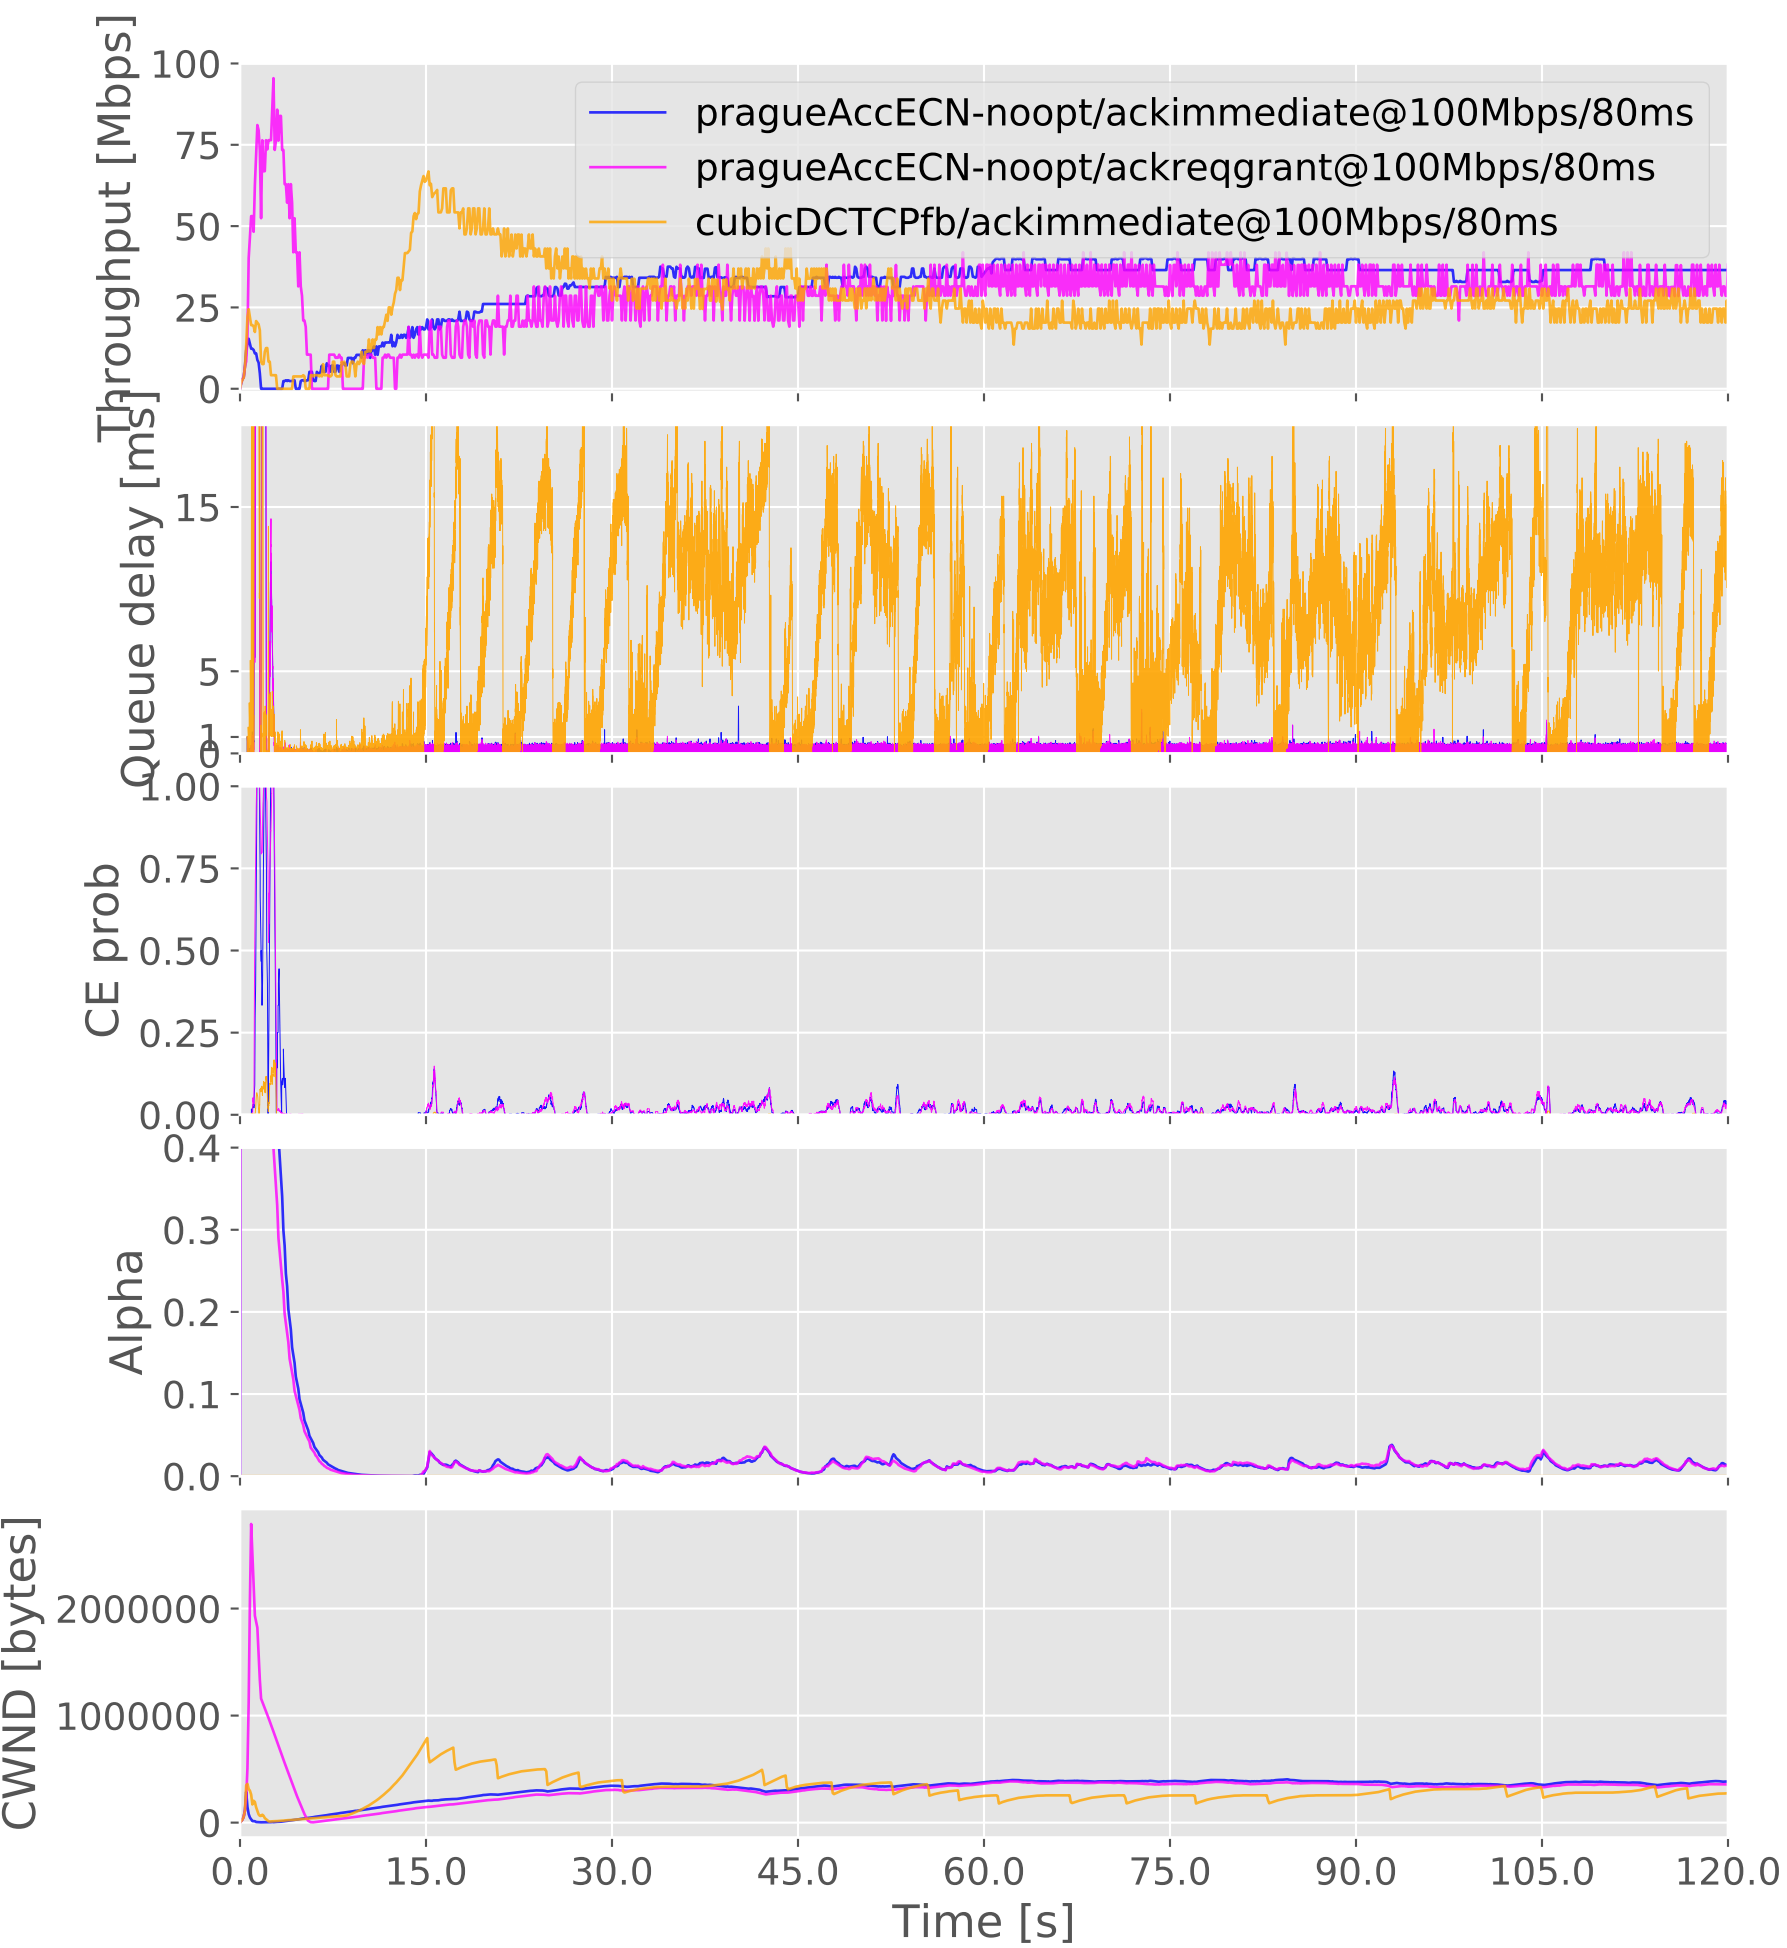 Throughput [Mbps]
100
75
50
25
0
pragueAccECN-noopt/ackimmediate@100Mbps/80ms
pragueAccECN-noopt/ackreqgrant@100Mbps/80ms
cubicDCTCPfb/ackimmediate@100Mbps/80ms
Queue delay [ms]
15
5
1
0
CE prob
1.00
0.75
0.50
0.25
0.00
Alpha
0.4
0.3
0.2
0.1
0.0
CWND [bytes]
2000000
1000000
0
0.0 15.0 30.0 45.0 60.0 75.0 90.0 105.0 120.0
Time [s]